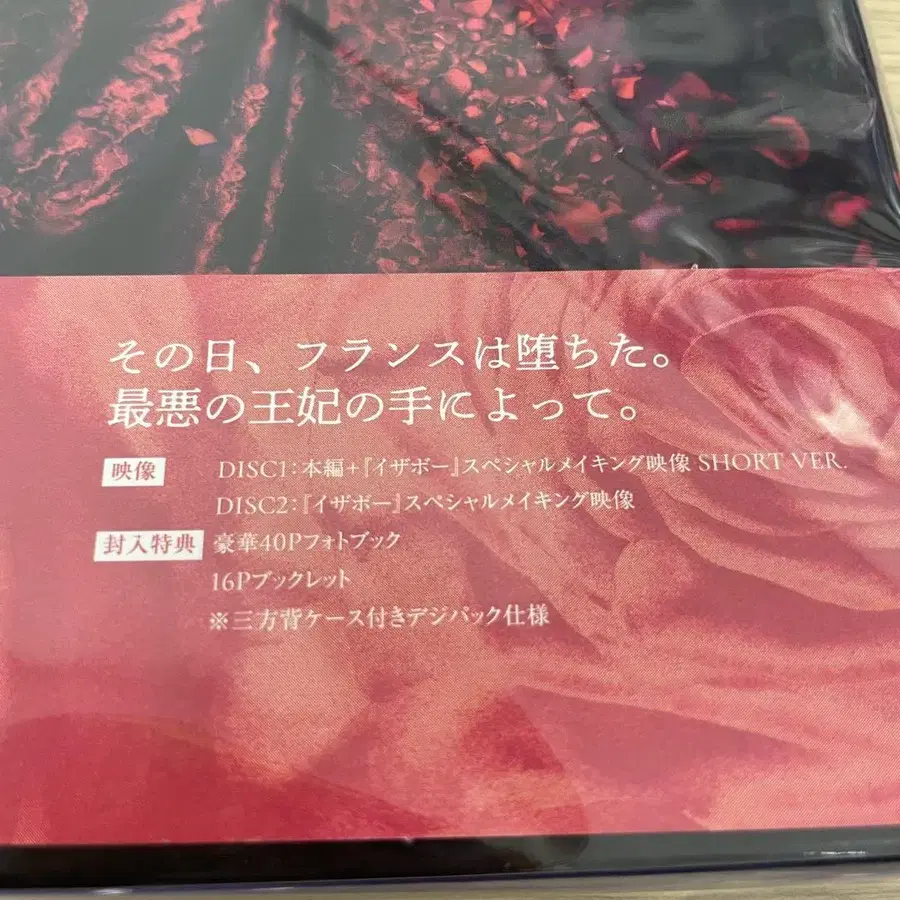 その日、フランスは堕ちた。
最悪の王妃の手によって。
映像 DISC1：本編+『イザボー』スペシャルメイキング映像 SHORT VER.
DISC2：『イザボー』スペシャルメイキング映像
封入特典 豪華40Pフォトブック
16Pブックレット
※三方背ケース付きデジパック仕様